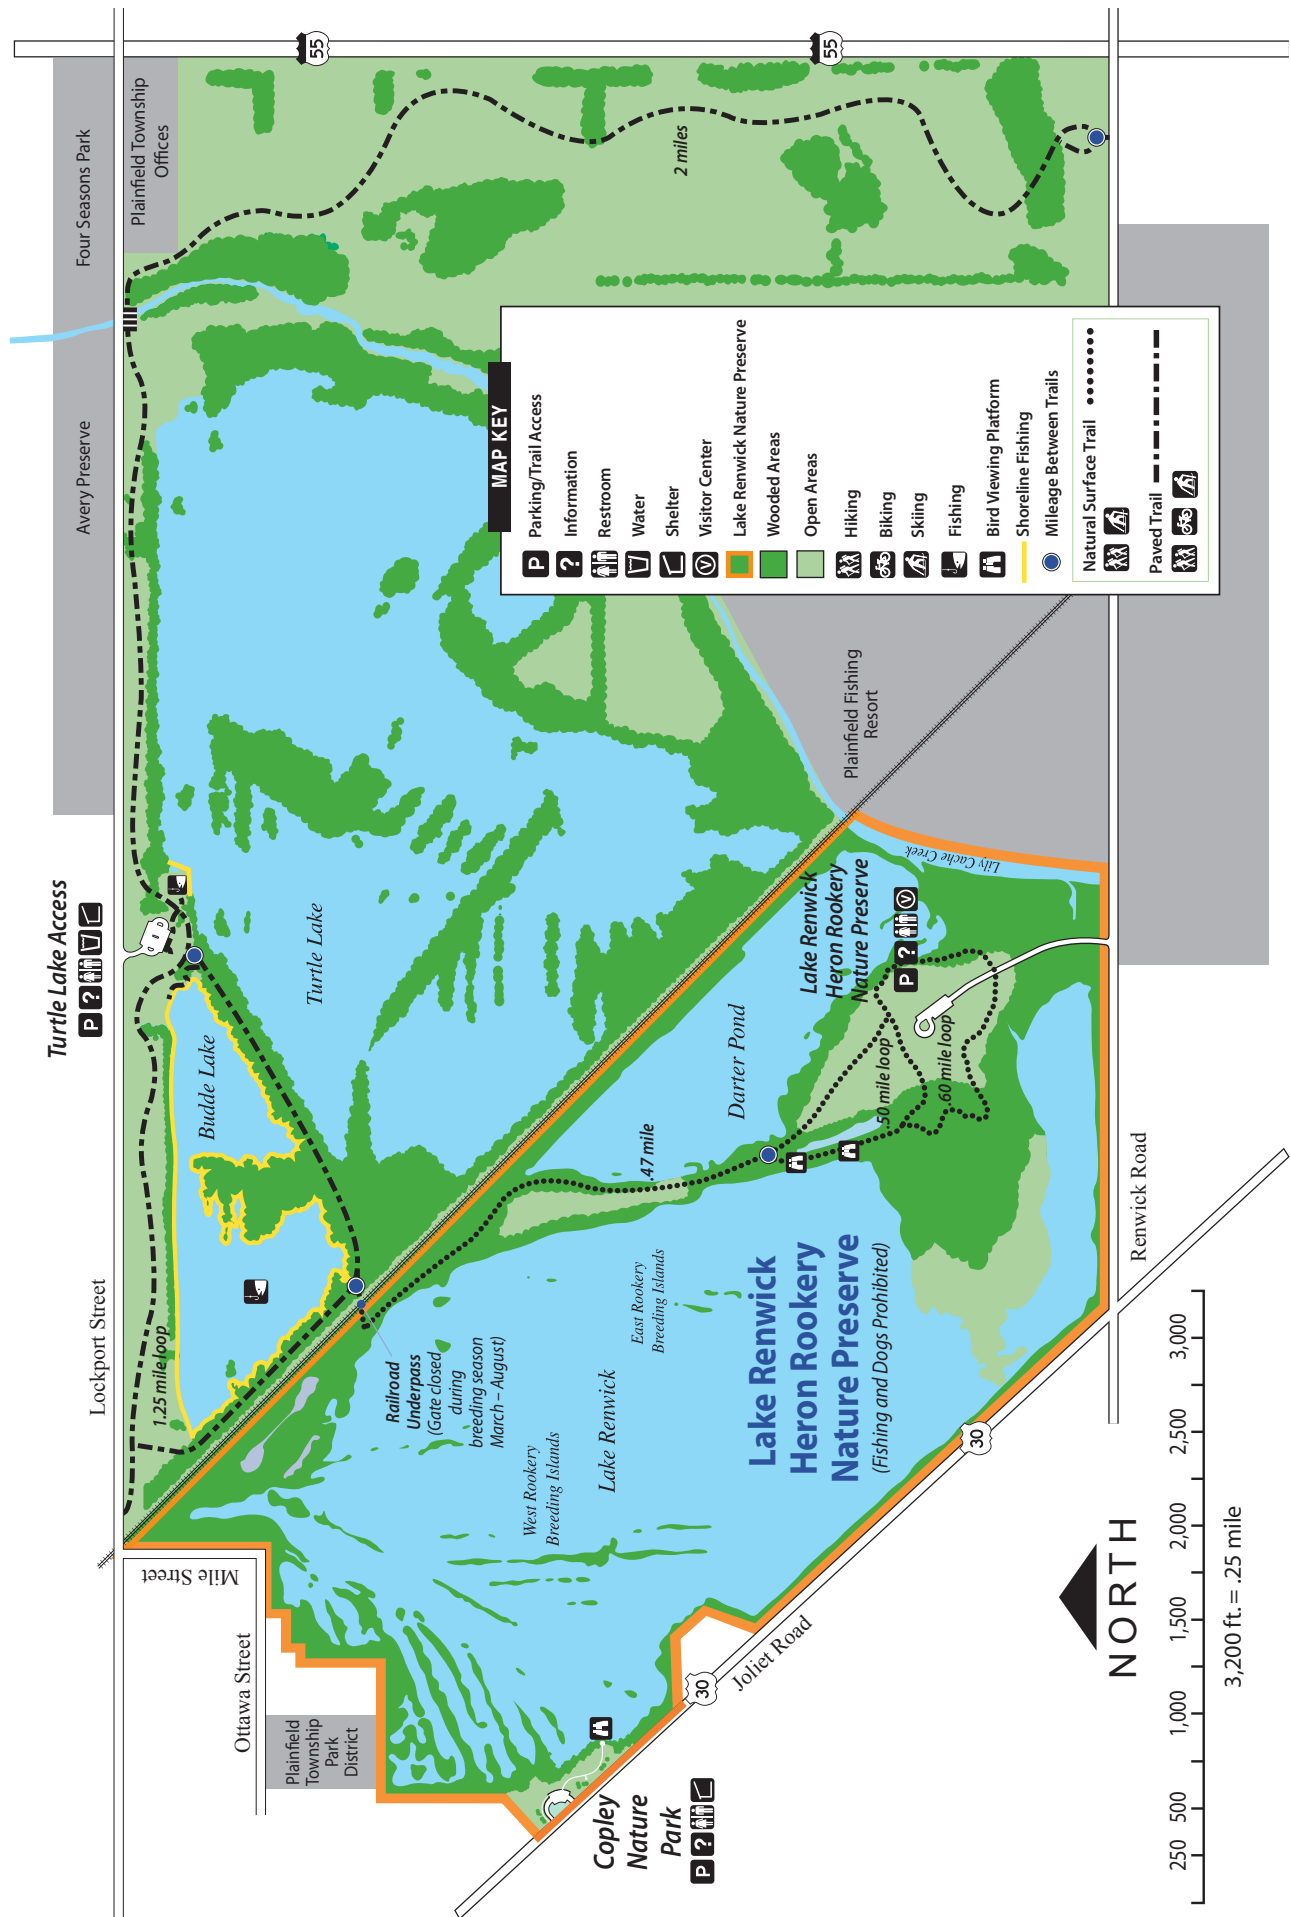 Four Seasons Park
Plainfield Township
Offices
Avery Preserve
55
55
2 miles
Turtle Lake Access
P ?
Lockport Street
1.25 mile loop
Budde Lake
Turtle Lake
MAP KEY
P Parking/Trail Access
? Information
Restroom
Water
Shelter
V Visitor Center
Lake Renwick Nature Preserve
Wooded Areas
Open Areas
Hiking
Biking
Skiing
Fishing
Bird Viewing Platform
Shoreline Fishing
Mileage Between Trails
Natural Surface Trail
Paved Trail
Plainfield Fishing
Resort
Lily Cache Creek
Lake Renwick
Heron Rookery
Nature Preserve
P ? V
Darter Pond
.50 mile loop
.60 mile loop
.47 mile
Railroad
Underpass
(Gate closed
during
breeding season
March – August)
East Rookery
Breeding Islands
West Rookery
Breeding Islands
Lake Renwick
Lake Renwick
Heron Rookery
Nature Preserve
(Fishing and Dogs Prohibited)
Mile Street
Ottawa Street
Plainfield
Township
Park
District
Copley
Nature
Park
P ?
30
Joliet Road
30
Renwick Road
NORTH
250 500 1,000 1,500 2,000 2,500 3,000
3,200 ft. = .25 mile